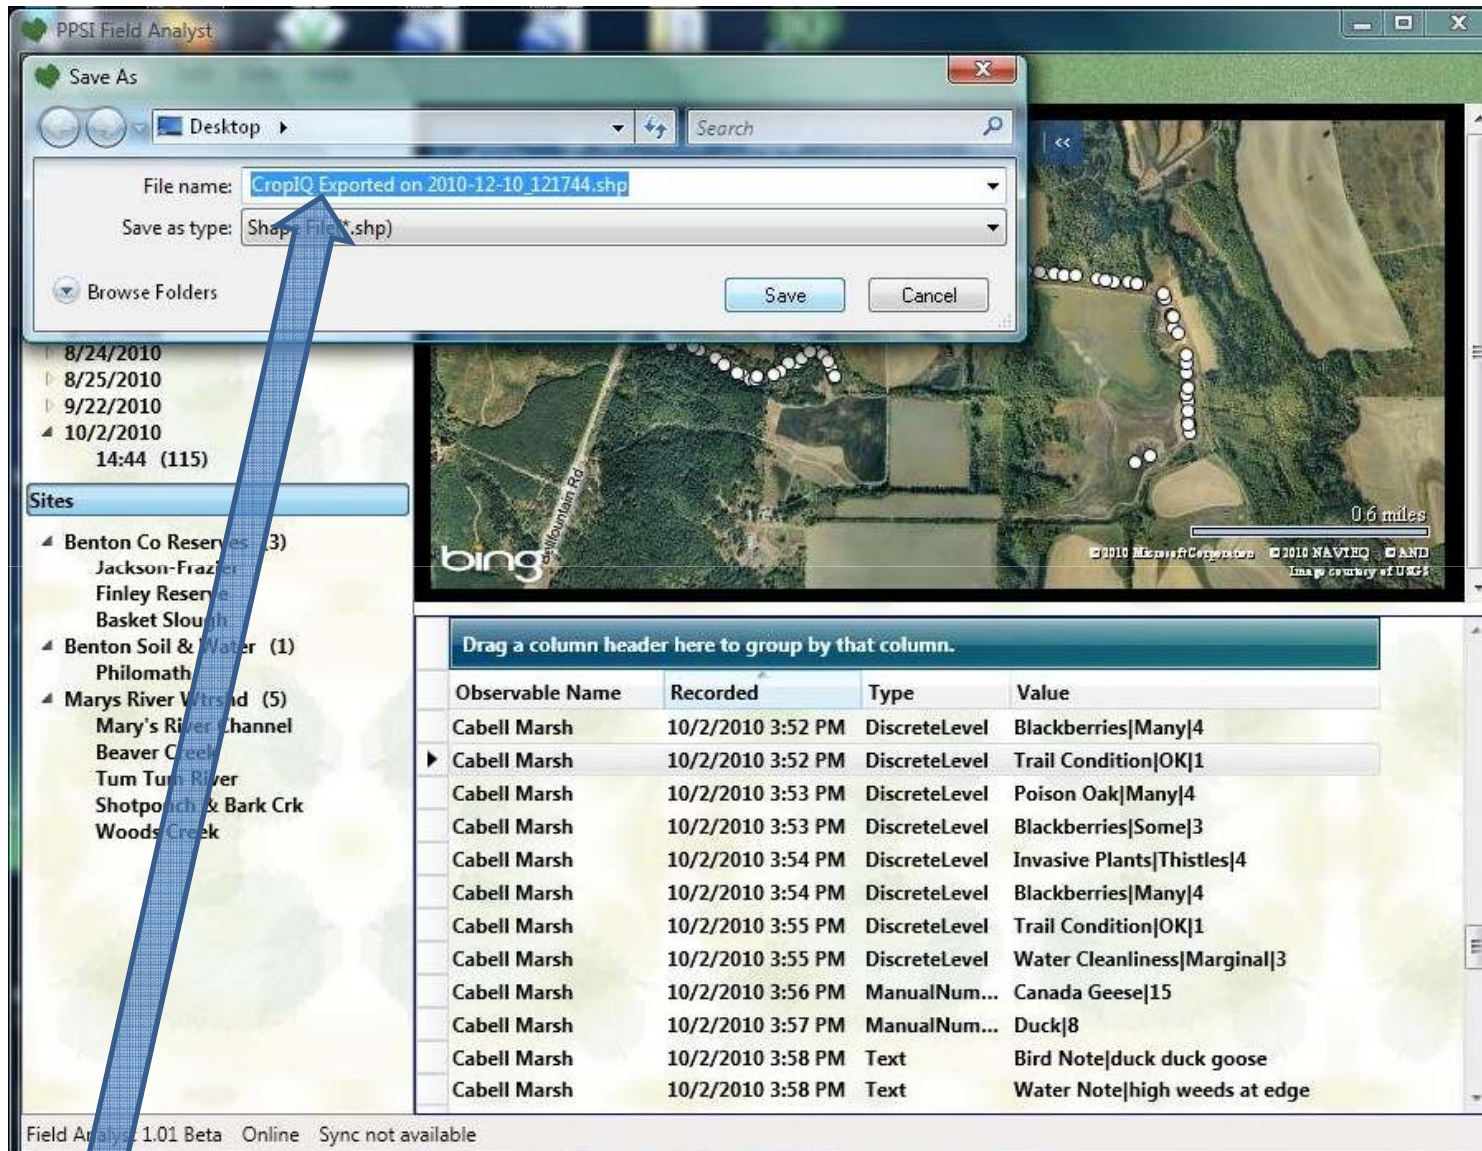 PPSI Field Analyst
Save As
Desktop
Search
File name: CropIQ Exported on 2010-12-10_121744.shp
Save as type: Shape File (*.shp)
Browse Folders
Save Cancel
<<
8/24/2010
8/25/2010
9/22/2010
10/2/2010
14:44 (115)
Sites
Benton Co Reserves (3)
Jackson-Frazier
Finley Reserve
Basket Slough
Benton Soil & Water (1)
Philomath
Marys River Wtrshd (5)
Mary's River Channel
Beaver Creek
Tum Tum River
Shotpouch & Bark Crk
Woods Creek
bing
0.6 miles
© 2010 Microsoft Corporation © 2010 NAVTEQ © AND
Image courtesy of USGS
Drag a column header here to group by that column.
Observable Name Recorded Type Value
Cabell Marsh 10/2/2010 3:52 PM DiscreteLevel Blackberries|Many|4
Cabell Marsh 10/2/2010 3:52 PM DiscreteLevel Trail Condition|OK|1
Cabell Marsh 10/2/2010 3:53 PM DiscreteLevel Poison Oak|Many|4
Cabell Marsh 10/2/2010 3:53 PM DiscreteLevel Blackberries|Some|3
Cabell Marsh 10/2/2010 3:54 PM DiscreteLevel Invasive Plants|Thistles|4
Cabell Marsh 10/2/2010 3:54 PM DiscreteLevel Blackberries|Many|4
Cabell Marsh 10/2/2010 3:55 PM DiscreteLevel Trail Condition|OK|1
Cabell Marsh 10/2/2010 3:55 PM DiscreteLevel Water Cleanliness|Marginal|3
Cabell Marsh 10/2/2010 3:56 PM ManualNum... Canada Geese|15
Cabell Marsh 10/2/2010 3:57 PM ManualNum... Duck|8
Cabell Marsh 10/2/2010 3:58 PM Text Bird Note|duck duck goose
Cabell Marsh 10/2/2010 3:58 PM Text Water Note|high weeds at edge
Field Analyst 1.01 Beta Online Sync not available